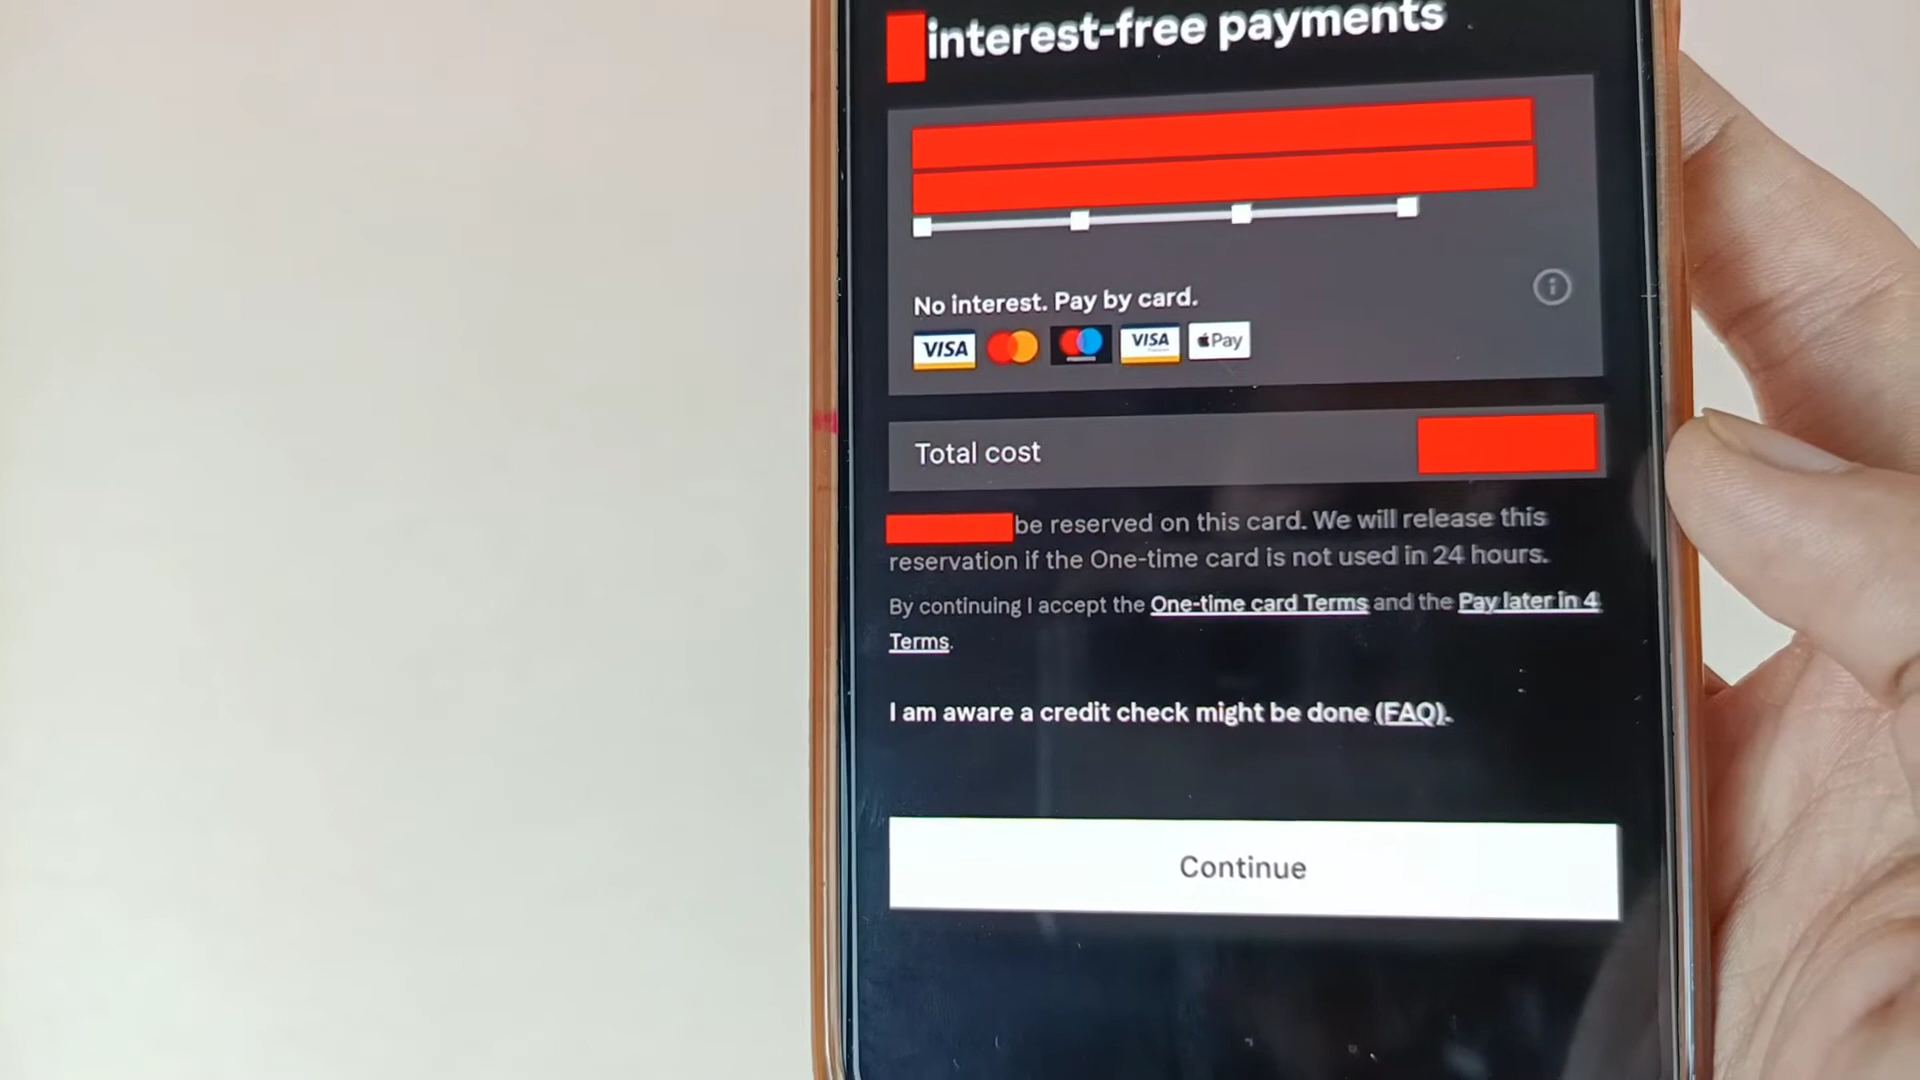 interest-free payments
No interest. Pay by card.
VISA VISA Pay
Total cost
be reserved on this card. We will release this
reservation if the One-time card is not used in 24 hours.
By continuing I accept the One-time card Terms and the Pay later in 4
Terms.
I am aware a credit check might be done (FAQ).
Continue